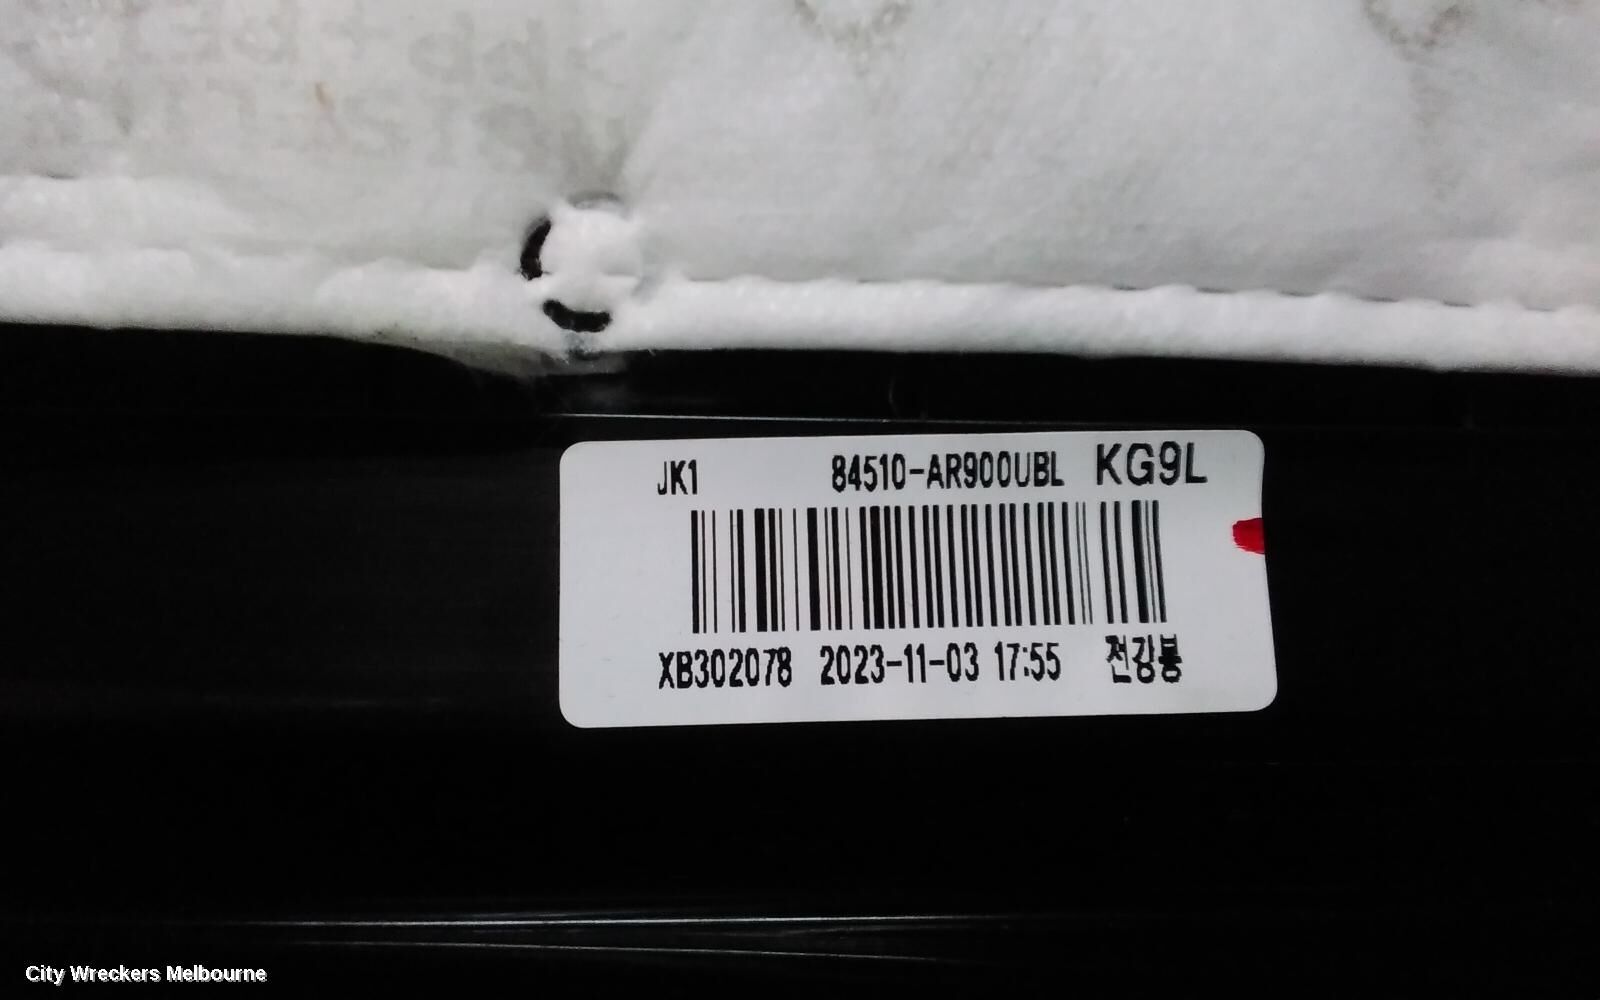 JK1 84510-AR900UBL KG9L
XB302078 2023-11-03 17:55 전강봉
City Wreckers Melbourne